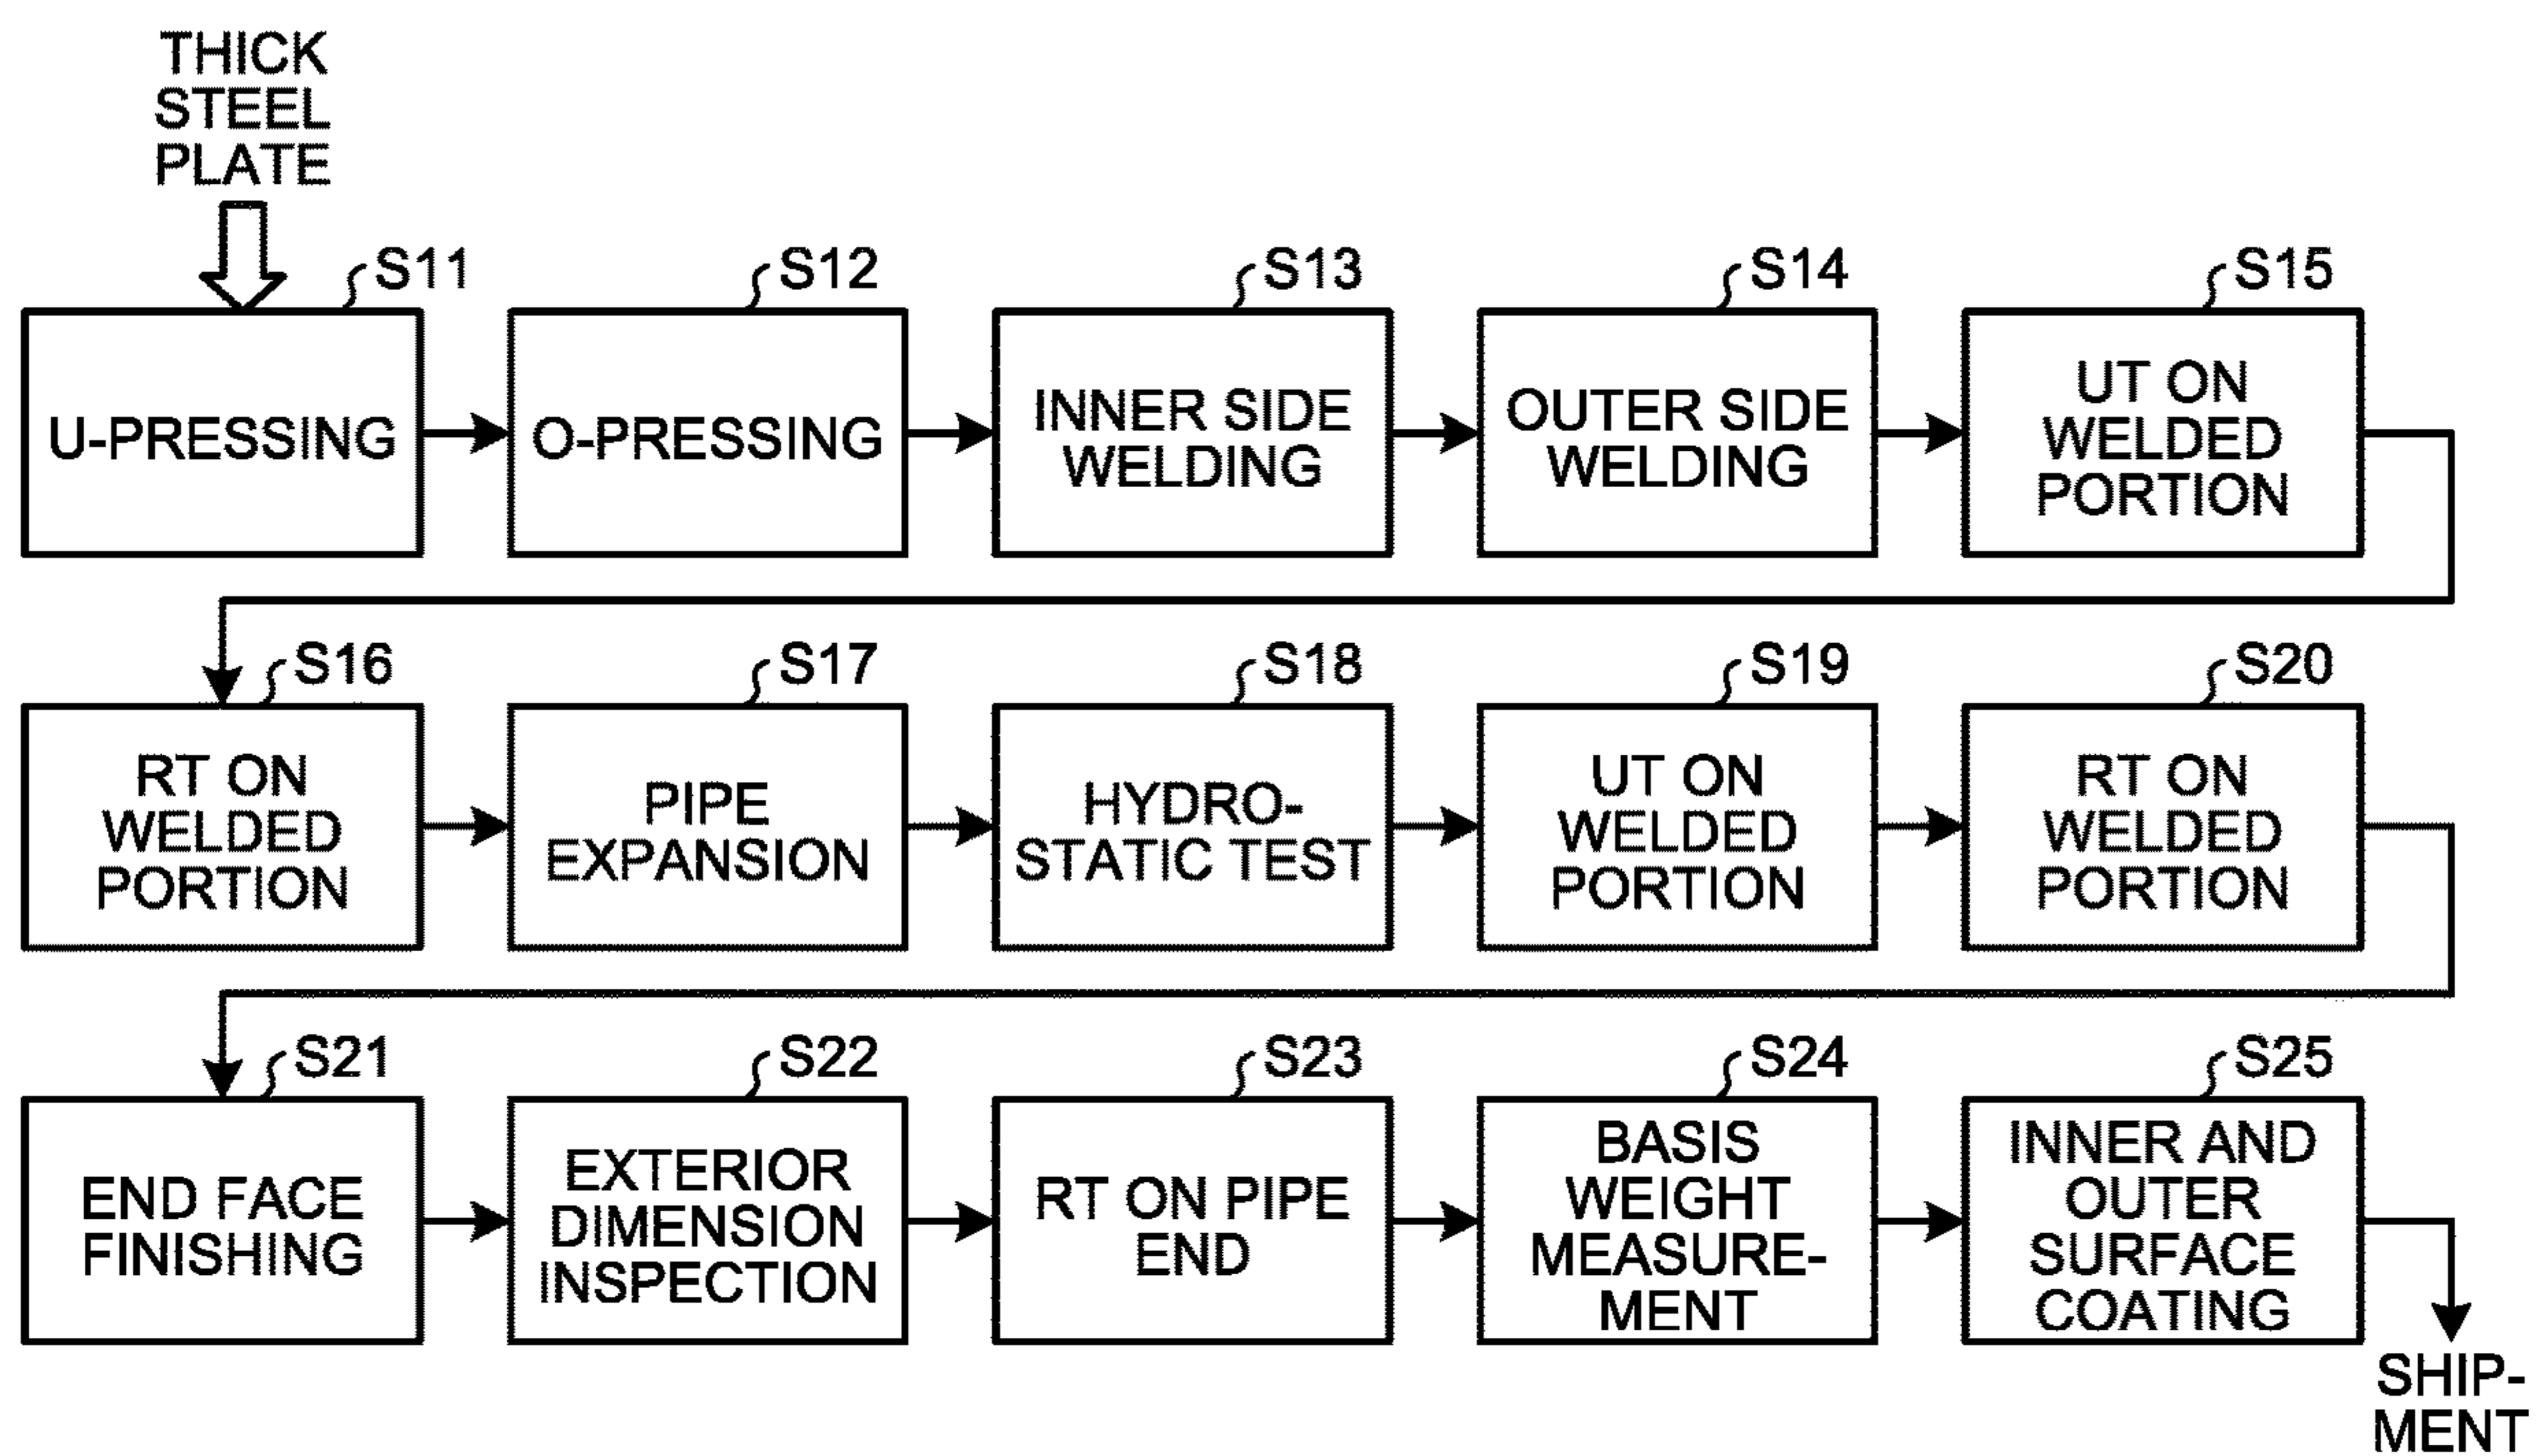 THICK
STEEL
PLATE
S11
U-PRESSING
S12
O-PRESSING
S13
INNER SIDE
WELDING
S14
OUTER SIDE
WELDING
S15
UT ON
WELDED
PORTION
S16
RT ON
WELDED
PORTION
S17
PIPE
EXPANSION
S18
HYDRO-
STATIC TEST
S19
UT ON
WELDED
PORTION
S20
RT ON
WELDED
PORTION
S21
END FACE
FINISHING
S22
EXTERIOR
DIMENSION
INSPECTION
S23
RT ON PIPE
END
S24
BASIS
WEIGHT
MEASURE-
MENT
S25
INNER AND
OUTER
SURFACE
COATING
SHIP-
MENT